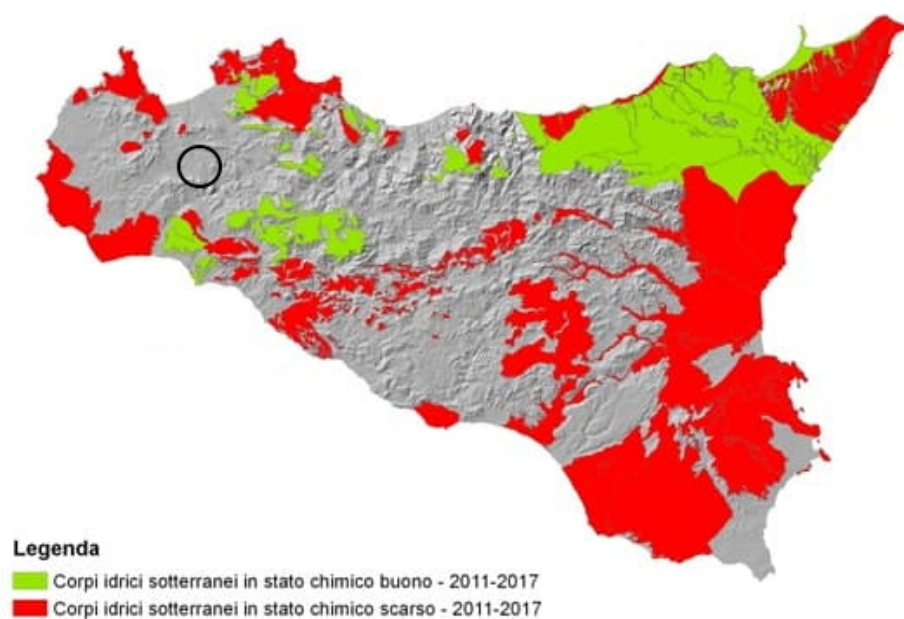 Legenda
Corpi idrici sotterranei in stato chimico buono - 2011-2017
Corpi idrici sotterranei in stato chimico scarso - 2011-2017